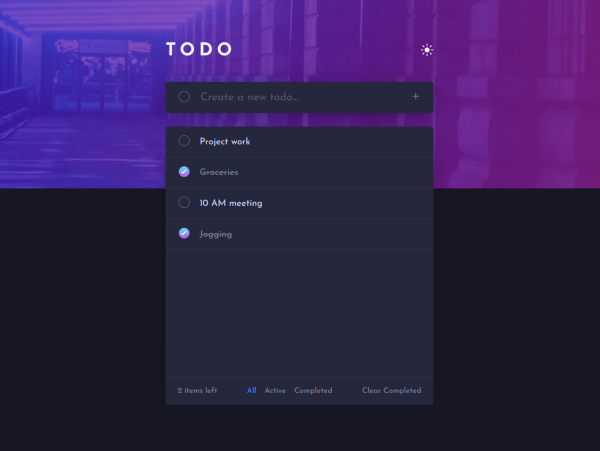 TODO
Create a new todo...
Project work
Groceries
10 AM meeting
Jogging
2 items left All Active Completed Clear Completed